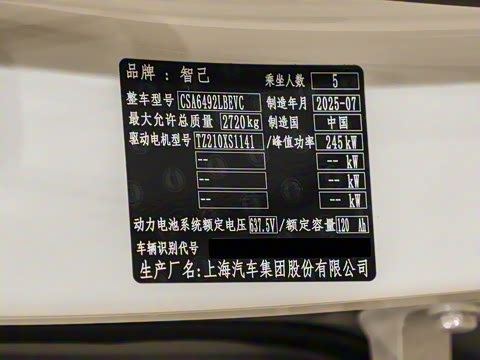 品牌：智己 乘坐人数 5
整车型号 CSA6492LBEVC 制造年月 2025-07
最大允许总质量 2720kg 制造国 中国
驱动电机型号 TZ210XS1141 /峰值功率 245kW
-- -- kW
-- -- kW
-- -- kW
动力电池系统额定电压 637.5V /额定容量 120 Ah
车辆识别代号
生产厂名:上海汽车集团股份有限公司